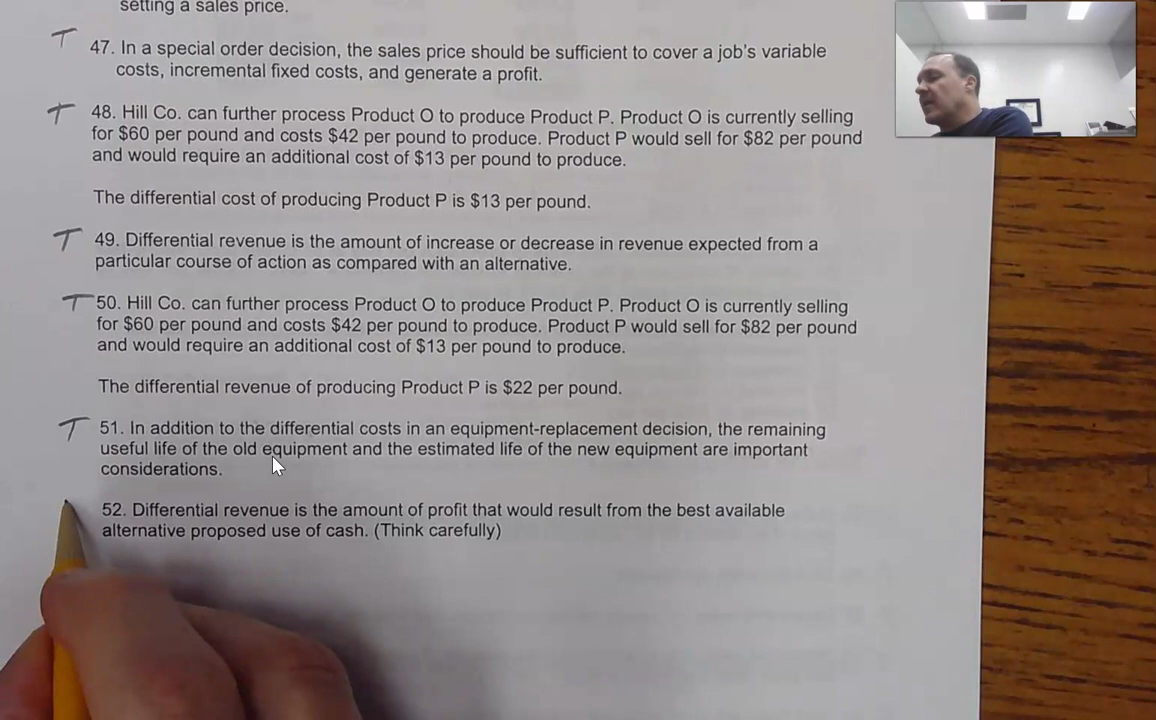 setting a sales price.
T 47. In a special order decision, the sales price should be sufficient to cover a job's variable
costs, incremental fixed costs, and generate a profit.
T 48. Hill Co. can further process Product O to produce Product P. Product O is currently selling
for $60 per pound and costs $42 per pound to produce. Product P would sell for $82 per pound
and would require an additional cost of $13 per pound to produce.
The differential cost of producing Product P is $13 per pound.
T 49. Differential revenue is the amount of increase or decrease in revenue expected from a
particular course of action as compared with an alternative.
T 50. Hill Co. can further process Product O to produce Product P. Product O is currently selling
for $60 per pound and costs $42 per pound to produce. Product P would sell for $82 per pound
and would require an additional cost of $13 per pound to produce.
The differential revenue of producing Product P is $22 per pound.
T 51. In addition to the differential costs in an equipment-replacement decision, the remaining
useful life of the old equipment and the estimated life of the new equipment are important
considerations.
52. Differential revenue is the amount of profit that would result from the best available
alternative proposed use of cash. (Think carefully)